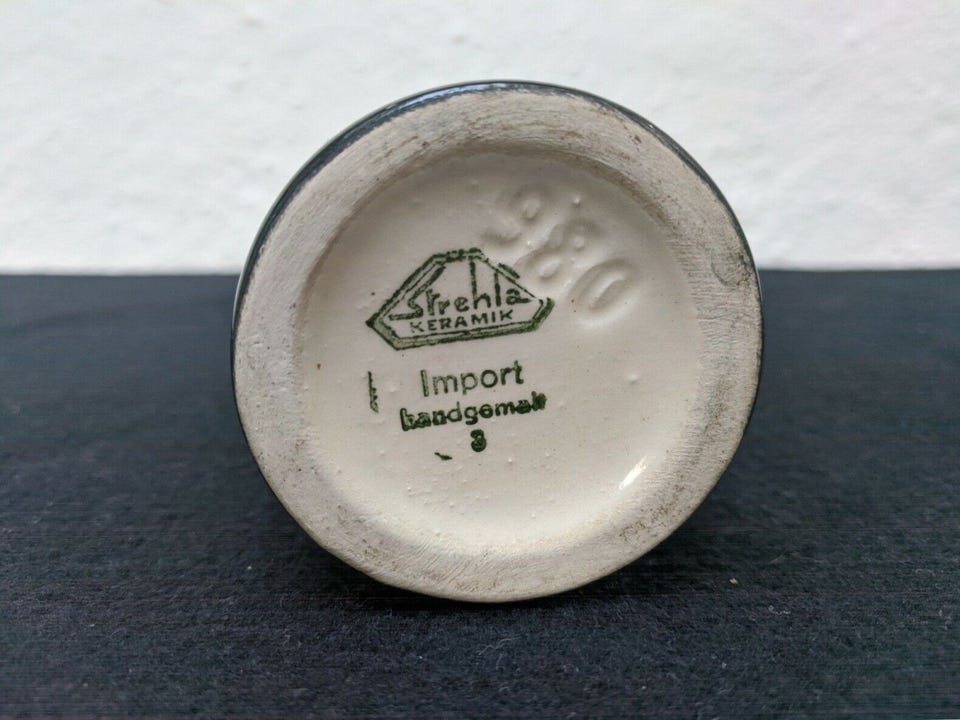 980
Strehla
KERAMIK
Import
handgemalt
3